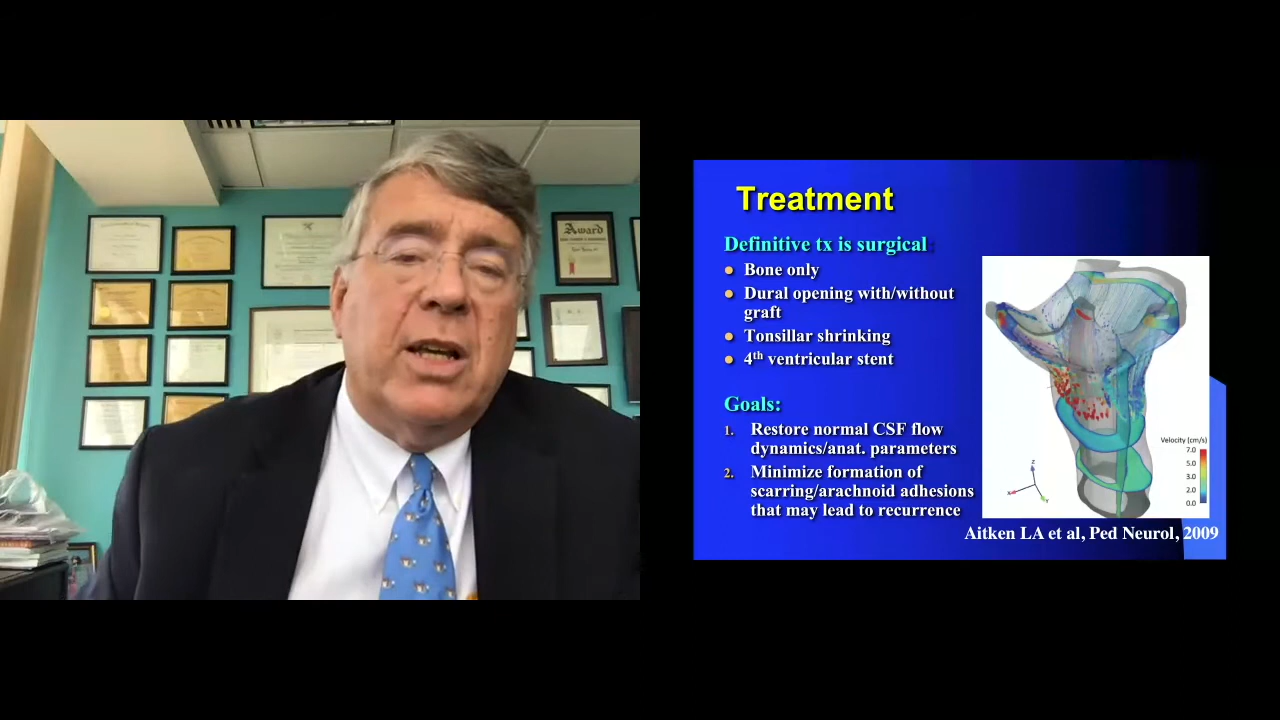 Award
Treatment
Definitive tx is surgical
Bone only
Dural opening with/without
graft
Tonsillar shrinking
4th ventricular stent
Goals:
1. Restore normal CSF flow
dynamics/anat. parameters
2. Minimize formation of
scarring/arachnoid adhesions
that may lead to recurrence
Velocity (cm/s)
7.0
5.0
3.0
2.0
0.0
z
x
Y
Aitken LA et al, Ped Neurol, 2009